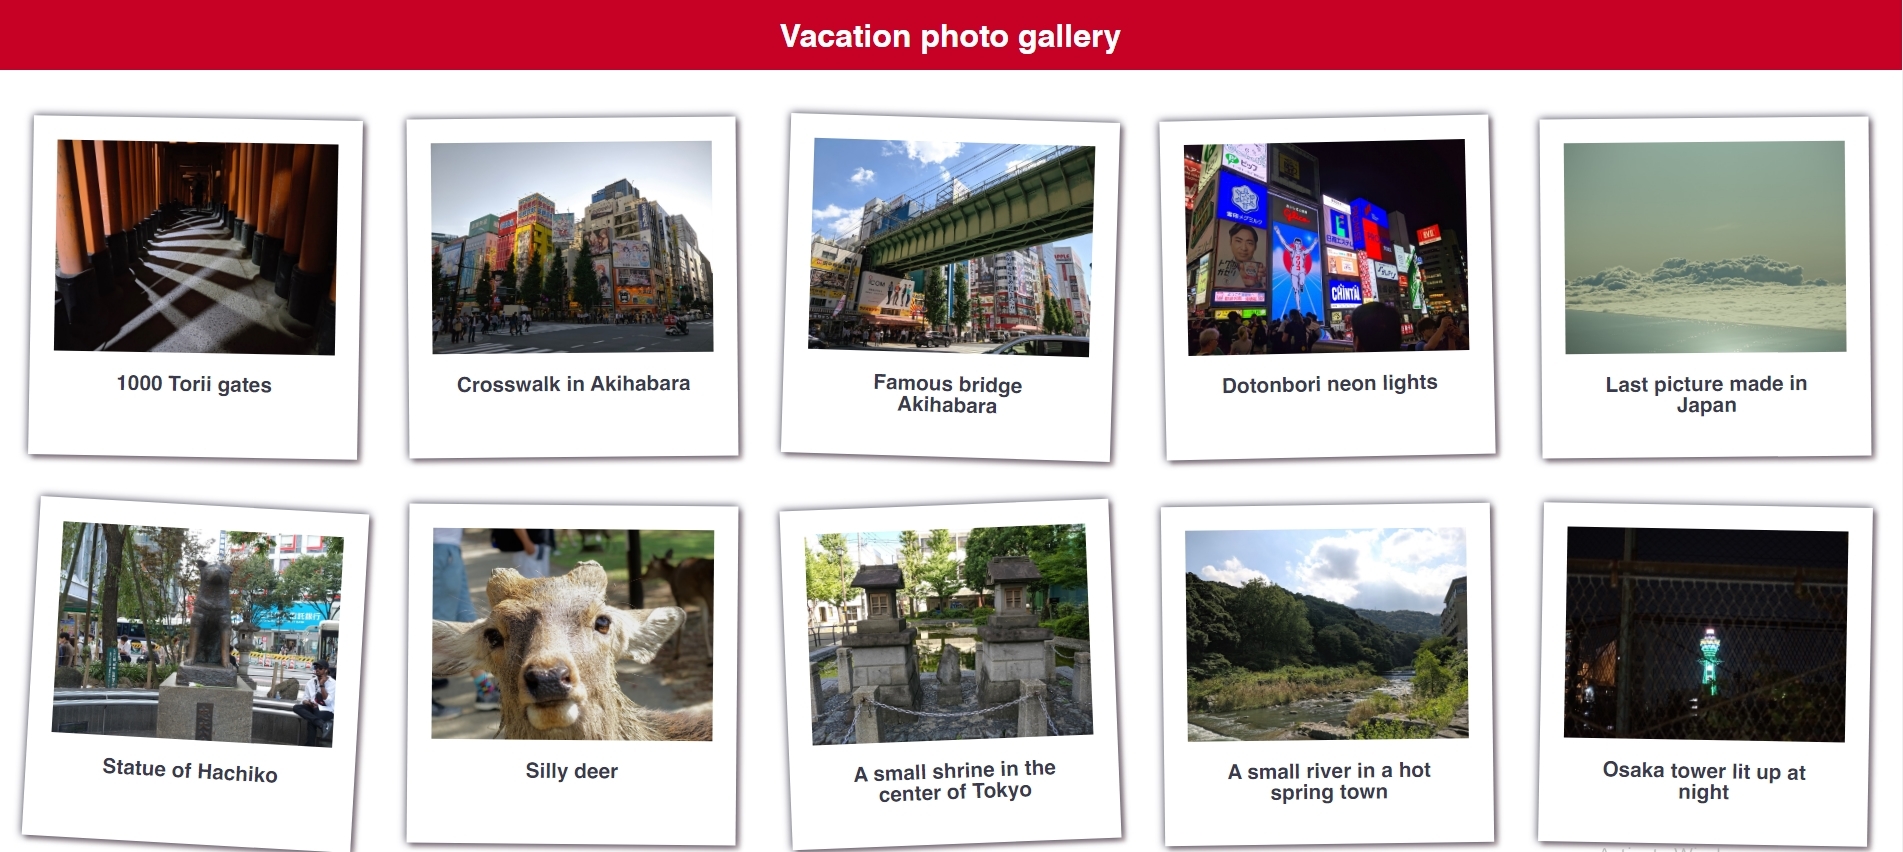 Vacation photo gallery
1000 Torii gates
Crosswalk in Akihabara
Famous bridge
Akihabara
Dotonbori neon lights
Last picture made in
Japan
CHINTAI
Statue of Hachiko
Silly deer
A small shrine in the
center of Tokyo
A small river in a hot
spring town
Osaka tower lit up at
night